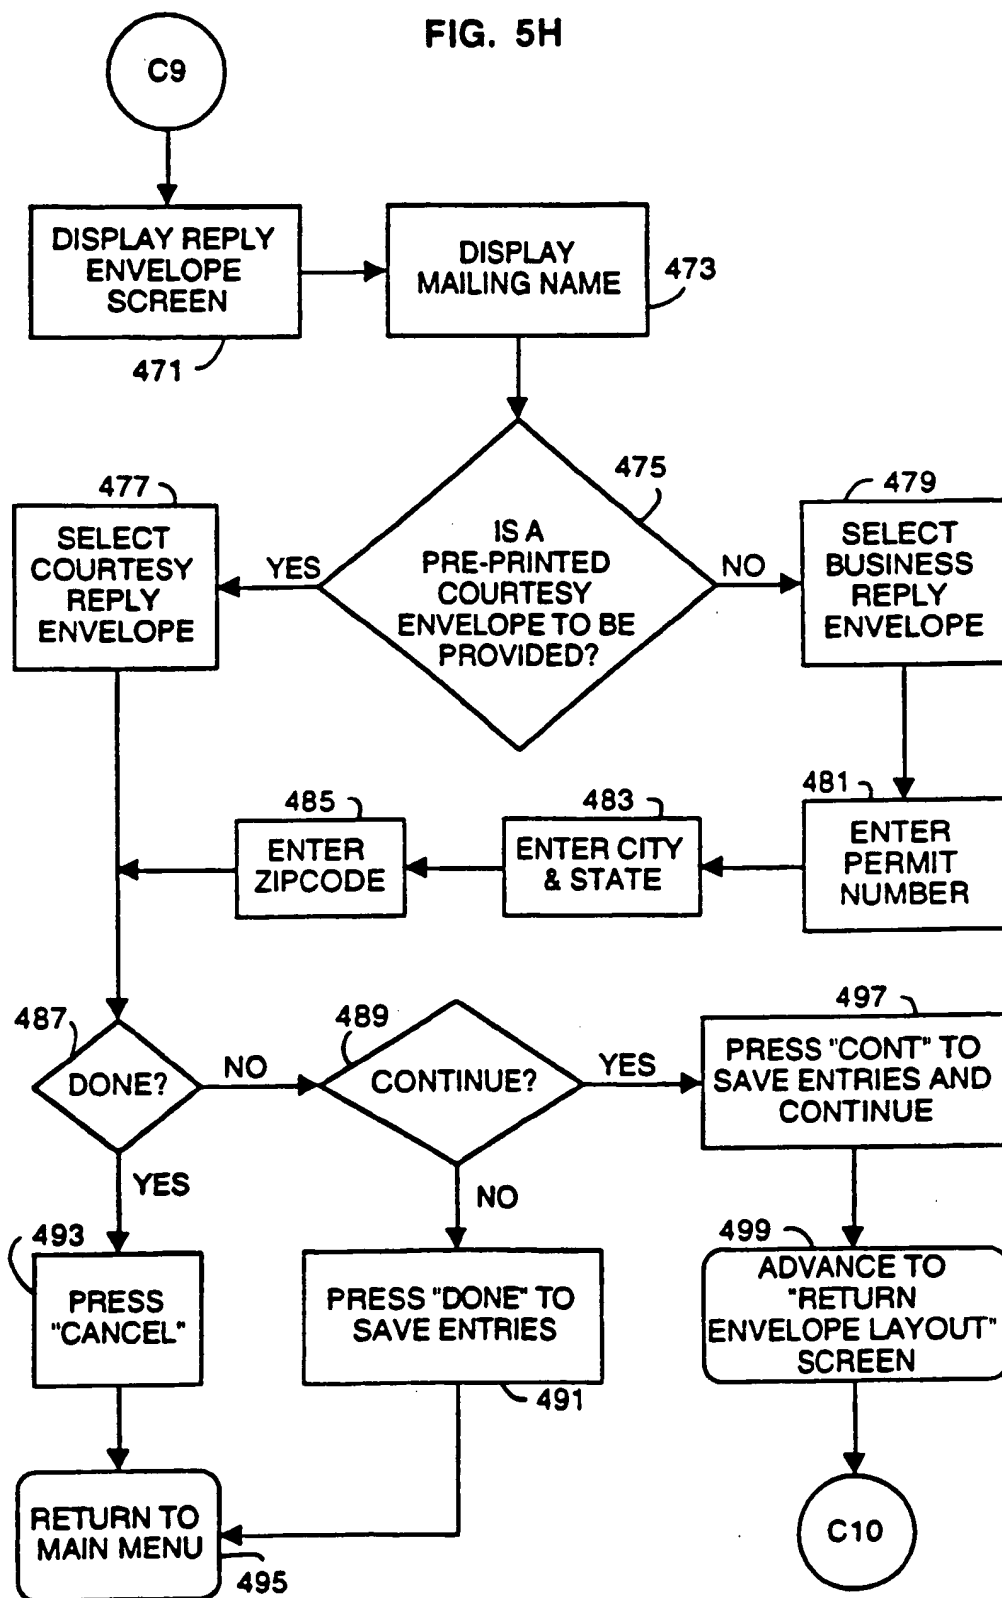 FIG. 5H
C9
DISPLAY REPLY
ENVELOPE
SCREEN
471
DISPLAY
MAILING NAME
473
475
IS A
PRE-PRINTED
COURTESY
ENVELOPE TO BE
PROVIDED?
YES
NO
477
SELECT
COURTESY
REPLY
ENVELOPE
479
SELECT
BUSINESS
REPLY
ENVELOPE
481
ENTER
PERMIT
NUMBER
483
ENTER CITY
& STATE
485
ENTER
ZIPCODE
487
DONE?
NO
YES
489
CONTINUE?
YES
NO
497
PRESS "CONT" TO
SAVE ENTRIES AND
CONTINUE
493
PRESS
"CANCEL"
PRESS "DONE" TO
SAVE ENTRIES
491
499
ADVANCE TO
"RETURN
ENVELOPE LAYOUT"
SCREEN
RETURN TO
MAIN MENU
495
C10